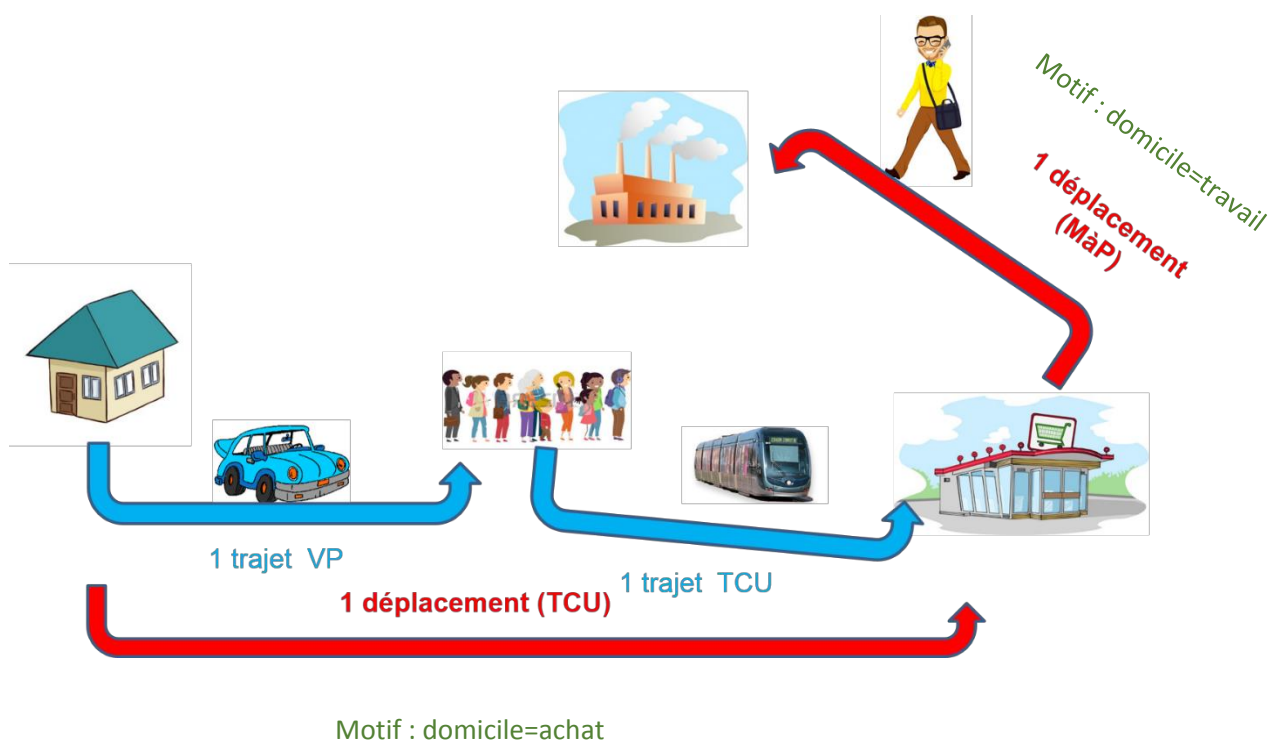 Motif : domicile=travail
1 déplacement
(MàP)
1 trajet VP
1 trajet TCU
1 déplacement (TCU)
Motif : domicile=achat